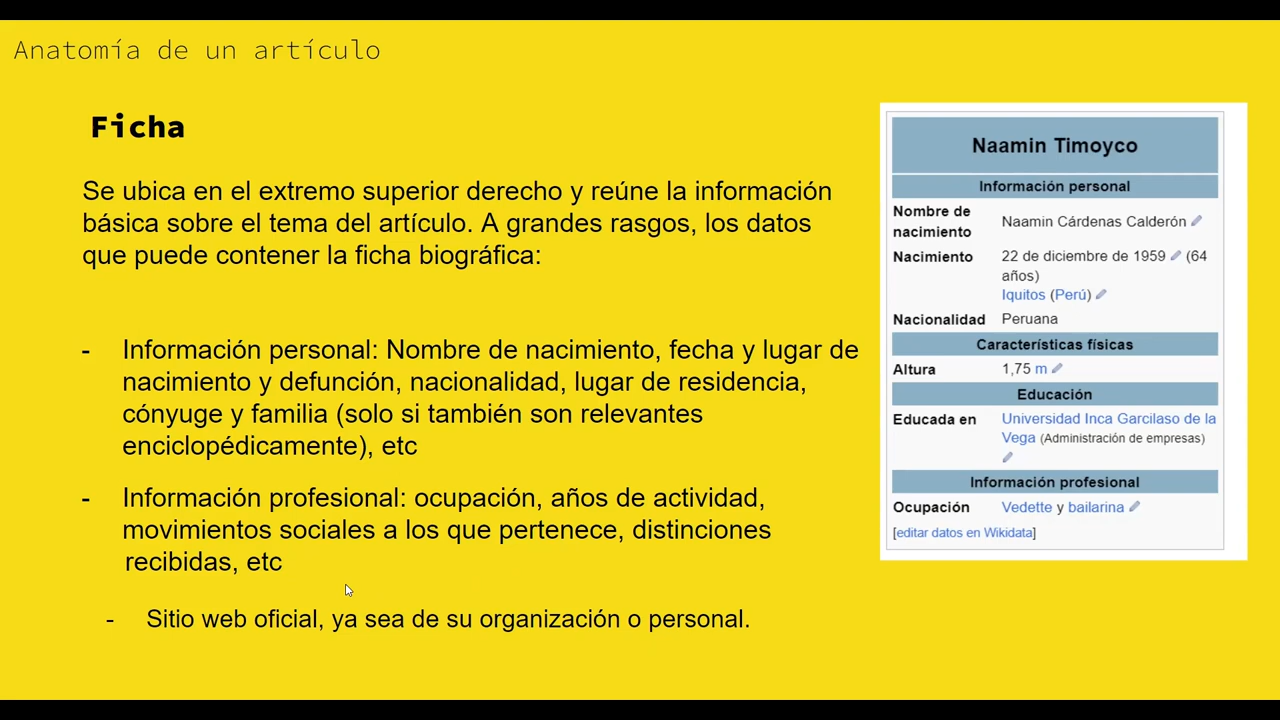 Anatomía de un artículo
Ficha
Se ubica en el extremo superior derecho y reúne la información
básica sobre el tema del artículo. A grandes rasgos, los datos
que puede contener la ficha biográfica:
- Información personal: Nombre de nacimiento, fecha y lugar de
nacimiento y defunción, nacionalidad, lugar de residencia,
cónyuge y familia (solo si también son relevantes
enciclopédicamente), etc
- Información profesional: ocupación, años de actividad,
movimientos sociales a los que pertenece, distinciones
recibidas, etc
- Sitio web oficial, ya sea de su organización o personal.
Naamin Timoyco
Información personal
Nombre de
nacimiento
Naamin Cárdenas Calderón
Nacimiento
22 de diciembre de 1959 (64
años)
Iquitos (Perú)
Nacionalidad Peruana
Características físicas
Altura 1,75 m
Educación
Educada en
Universidad Inca Garcilaso de la
Vega (Administración de empresas)
Información profesional
Ocupación Vedette y bailarina
[editar datos en Wikidata]